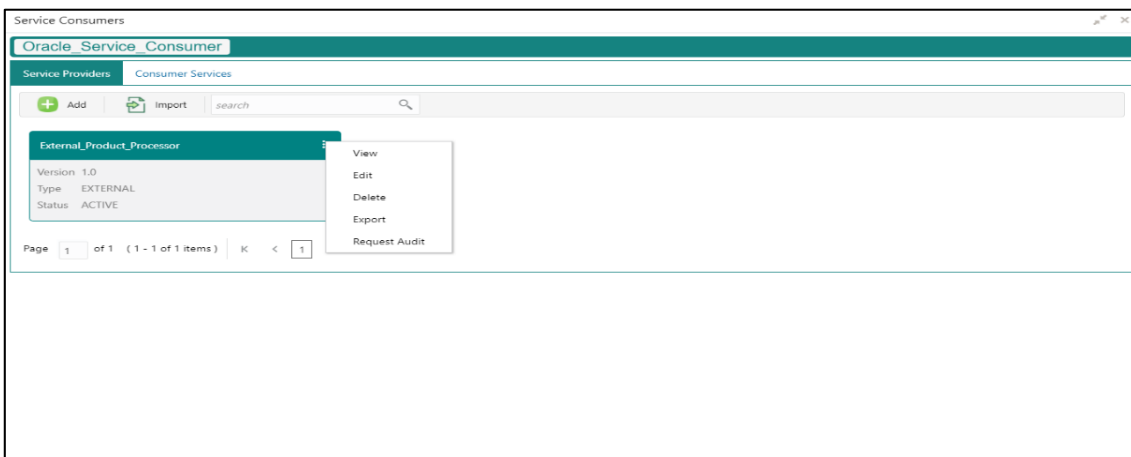 Service Consumers
Oracle_Service_Consumer
Service Providers Consumer Services
Add Import search
External_Product_Processor
Version 1.0
Type EXTERNAL
Status ACTIVE
View
Edit
Delete
Export
Request Audit
Page 1 of 1 ( 1 - 1 of 1 items ) K < 1